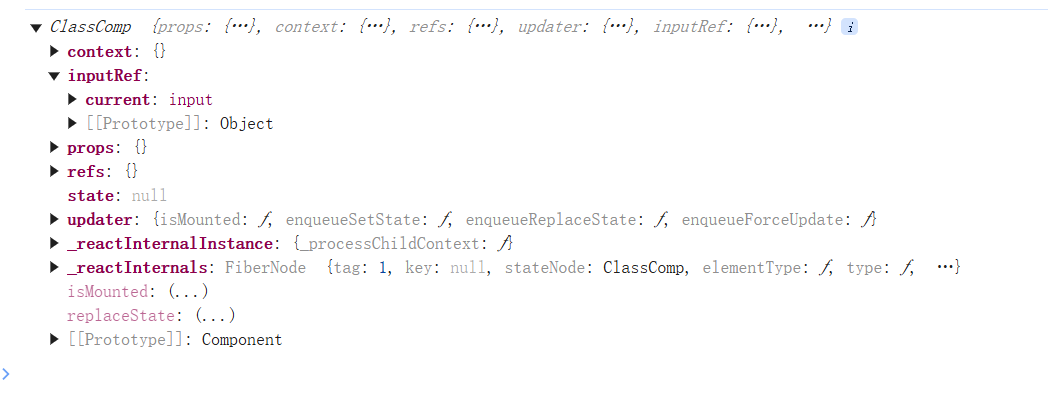 ▼ ClassComp {props: {…}, context: {…}, refs: {…}, updater: {…}, inputRef: {…}, …} i
▶ context: {}
▼ inputRef:
▶ current: input
▶ [[Prototype]]: Object
▶ props: {}
▶ refs: {}
state: null
▶ updater: {isMounted: ƒ, enqueueSetState: ƒ, enqueueReplaceState: ƒ, enqueueForceUpdate: ƒ}
▶ _reactInternalInstance: {_processChildContext: ƒ}
▶ _reactInternals: FiberNode {tag: 1, key: null, stateNode: ClassComp, elementType: ƒ, type: ƒ, …}
isMounted: (...)
replaceState: (...)
▶ [[Prototype]]: Component
>